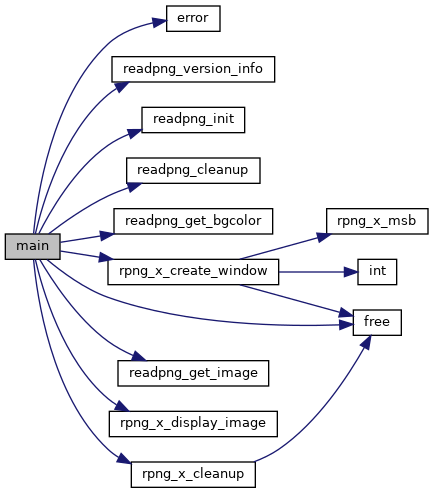 error
readpng_version_info
readpng_init
readpng_cleanup
readpng_get_bgcolor
rpng_x_msb
main
rpng_x_create_window
int
free
readpng_get_image
rpng_x_display_image
rpng_x_cleanup